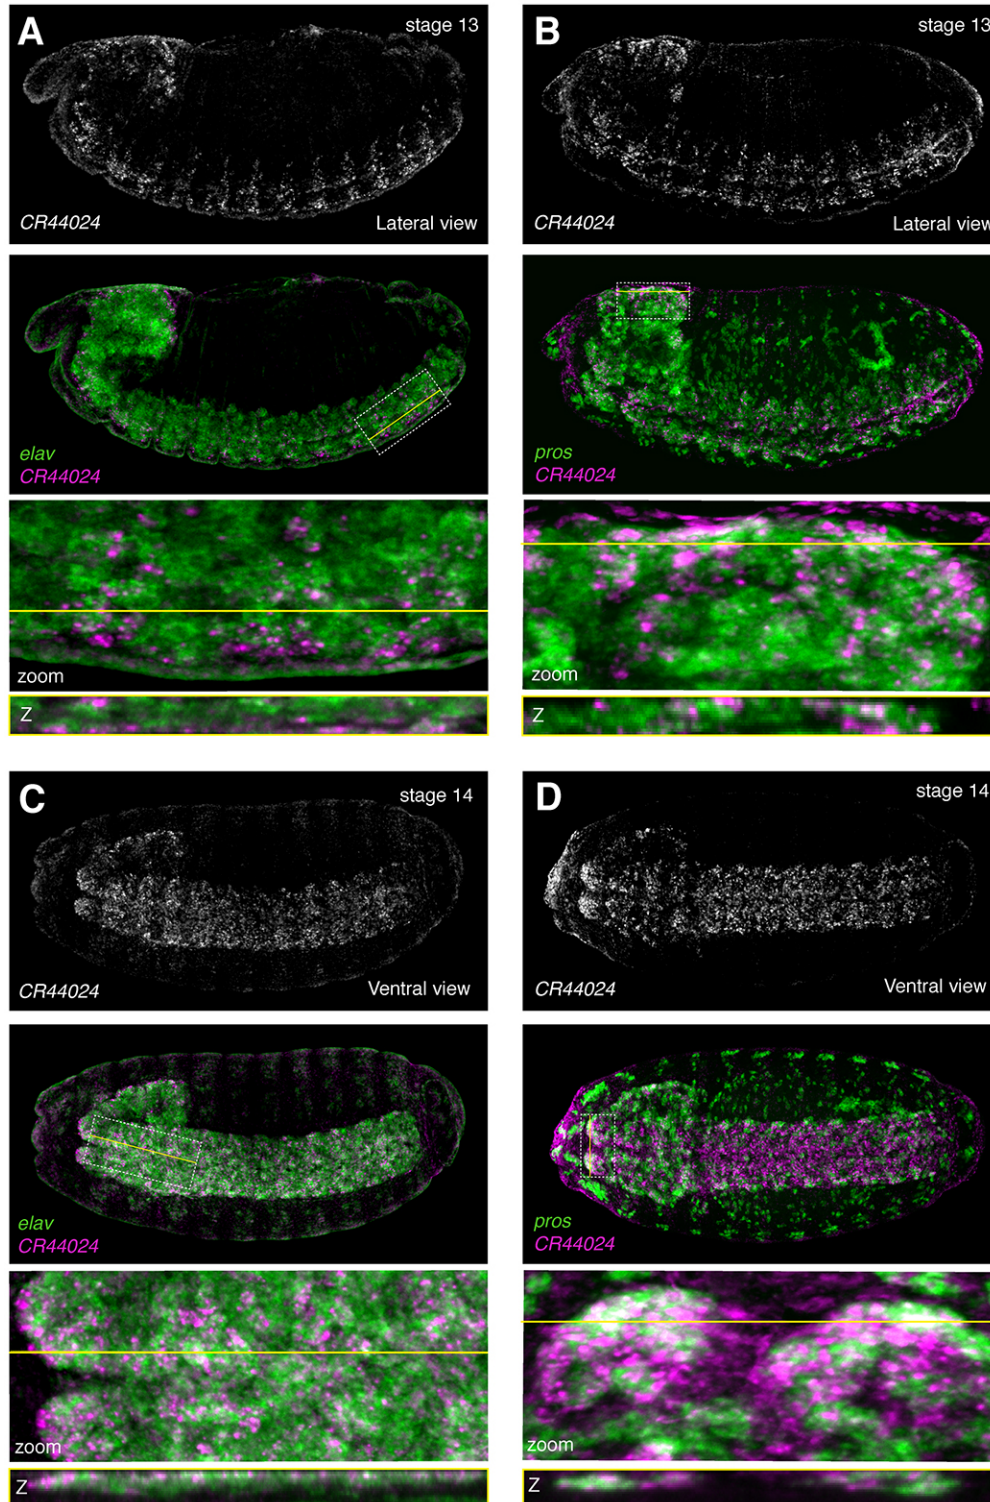 A
stage 13
CR44024
Lateral view
elav
CR44024
zoom
Z
B
stage 13
CR44024
Lateral view
pros
CR44024
zoom
Z
C
stage 14
CR44024
Ventral view
elav
CR44024
zoom
Z
D
stage 14
CR44024
Ventral view
pros
CR44024
zoom
Z